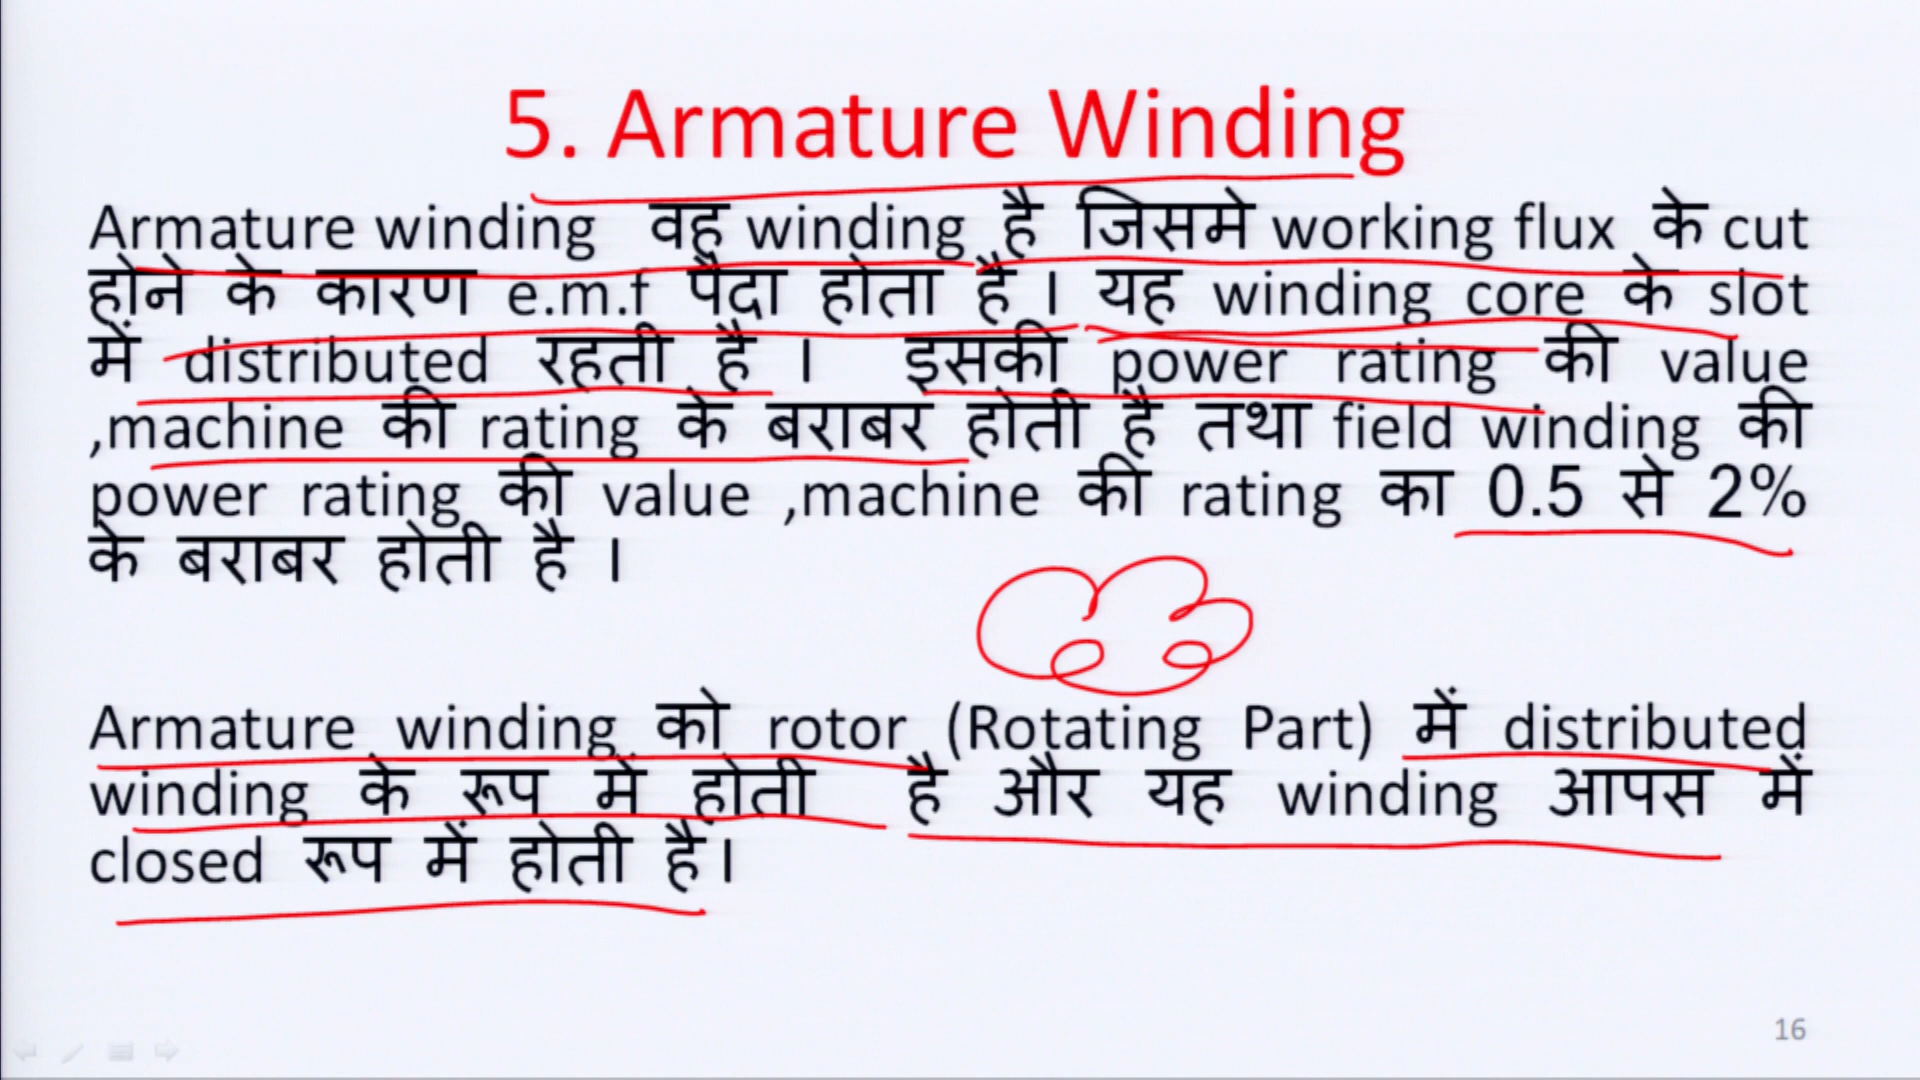 5. Armature Winding
Armature winding वह winding है जिसमे working flux के cut
होने के कारण e.m.f पैदा होता है । यह winding core के slot
में distributed रहती है । इसकी power rating की value
,machine की rating के बराबर होती है तथा field winding की
power rating की value ,machine की rating का 0.5 से 2%
के बराबर होती है ।
Armature winding को rotor (Rotating Part) में distributed
winding के रूप में होती है और यह winding आपस में
closed रूप में होती है।
16